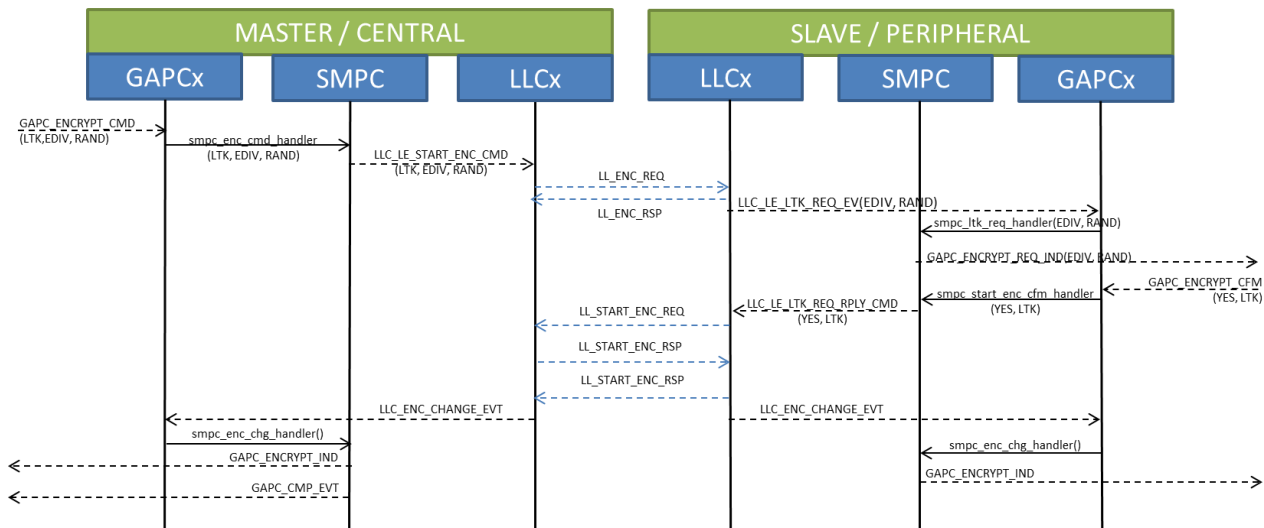 MASTER / CENTRAL
SLAVE / PERIPHERAL
GAPCx
SMPC
LLCx
LLCx
SMPC
GAPCx
GAPC_ENCRYPT_CMD
(LTK,EDIV, RAND)
smpc_enc_cmd_handler
(LTK, EDIV, RAND)
LLC_LE_START_ENC_CMD
(LTK, EDIV, RAND)
LL_ENC_REQ
LL_ENC_RSP
LLC_LE_LTK_REQ_EV(EDIV, RAND)
smpc_ltk_req_handler(EDIV, RAND)
GAPC_ENCRYPT_REQ_IND(EDIV, RAND)
GAPC_ENCRYPT_CFM
(YES, LTK)
smpc_start_enc_cfm_handler
(YES, LTK)
LLC_LE_LTK_REQ_RPLY_CMD
(YES, LTK)
LL_START_ENC_REQ
LL_START_ENC_RSP
LL_START_ENC_RSP
LLC_ENC_CHANGE_EVT
LLC_ENC_CHANGE_EVT
smpc_enc_chg_handler()
smpc_enc_chg_handler()
GAPC_ENCRYPT_IND
GAPC_ENCRYPT_IND
GAPC_CMP_EVT